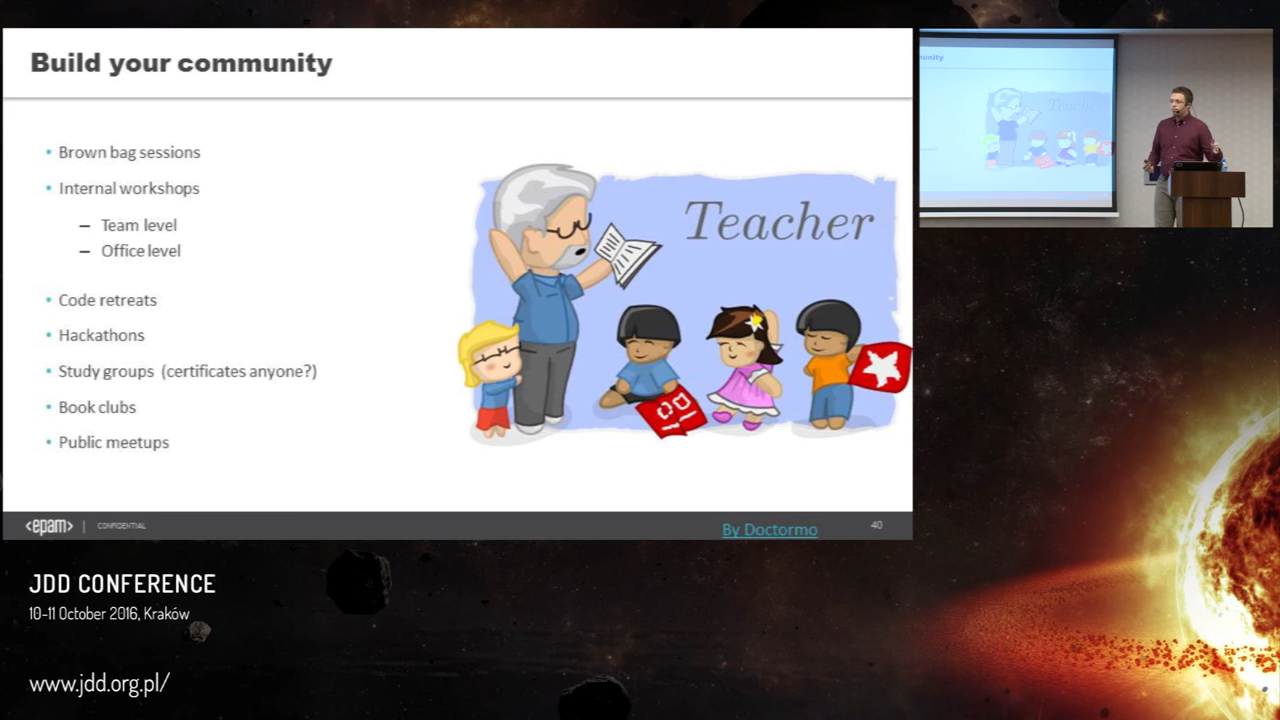 Build your community
• Brown bag sessions
• Internal workshops
– Team level
– Office level
• Code retreats
• Hackathons
• Study groups (certificates anyone?)
• Book clubs
• Public meetups
Teacher
<epam> | CONFIDENTIAL
By Doctormo
40
munity
Teacher
JDD CONFERENCE
10-11 October 2016, Kraków
www.jdd.org.pl/